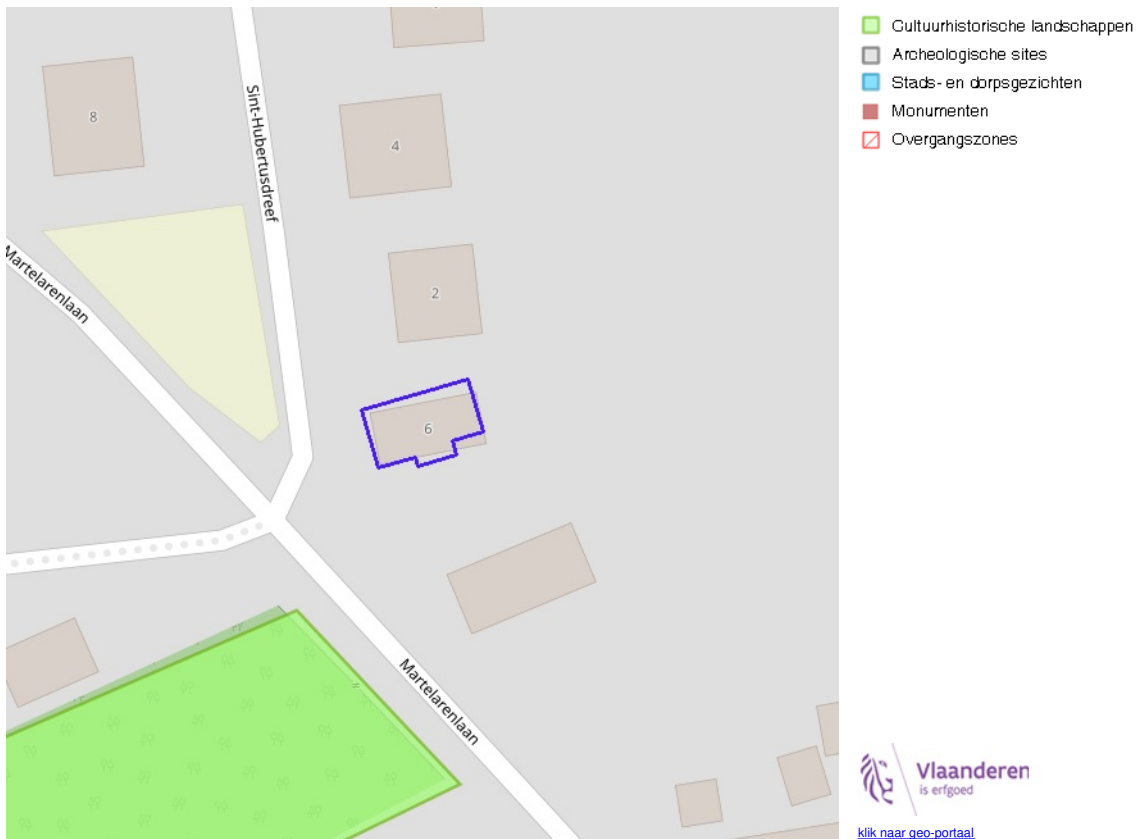 8
Sint-Hubertusdreef
4
Martelarenlaan
2
6
Martelarenlaan
Cultuurhistorische landschappen
Archeologische sites
Stads- en dorpsgezichten
Monumenten
Overgangszones
Vlaanderen
is erfgoed
klik naar geo-portaal